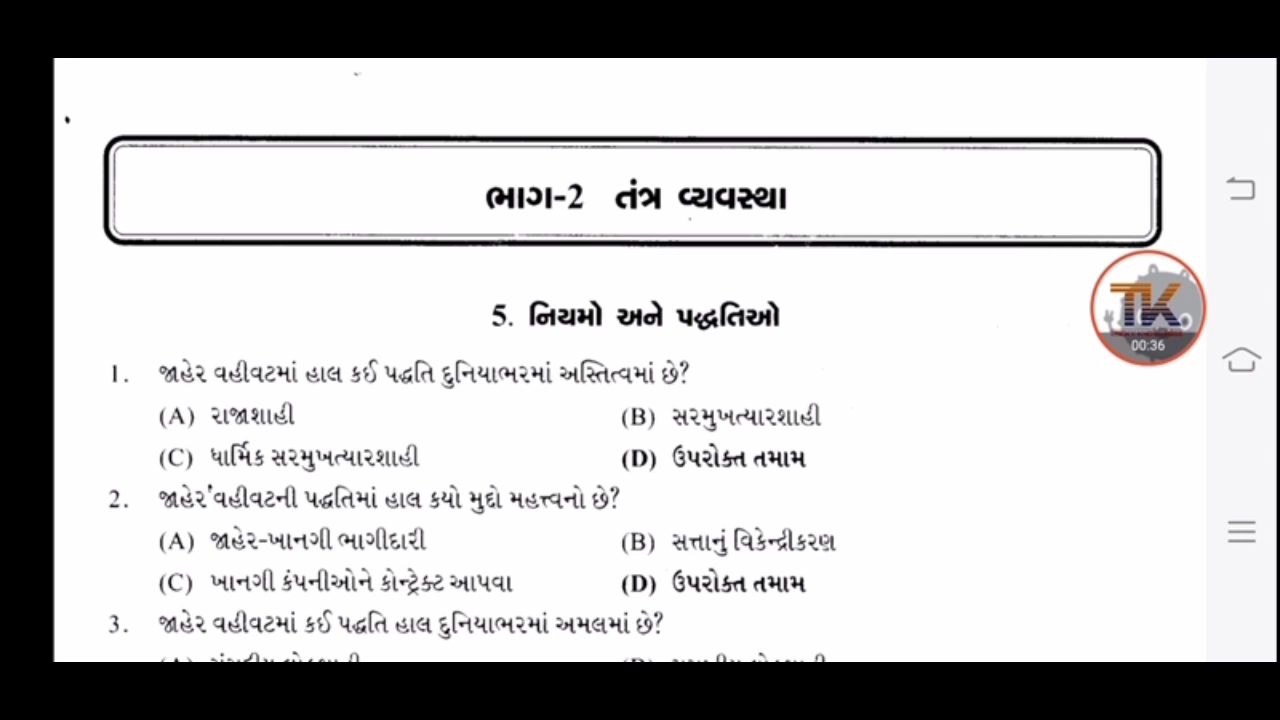 ભાગ-2 તંત્ર વ્યવસ્થા
5. નિયમો અને પદ્ધતિઓ
1. જાહેર વહીવટમાં હાલ કઈ પદ્ધતિ દુનિયાભરમાં અસ્તિત્વમાં છે?
(A) રાજાશાહી (B) સરમુખત્યારશાહી
(C) ધાર્મિક સરમુખત્યારશાહી (D) ઉપરોક્ત તમામ
2. જાહેર વહીવટની પદ્ધતિમાં હાલ કયો મુદ્દો મહત્ત્વનો છે?
(A) જાહેર-ખાનગી ભાગીદારી (B) સત્તાનું વિકેન્દ્રીકરણ
(C) ખાનગી કંપનીઓને કોન્ટ્રેક્ટ આપવા (D) ઉપરોક્ત તમામ
3. જાહેર વહીવટમાં કઈ પદ્ધતિ હાલ દુનિયાભરમાં અમલમાં છે?
TK
00:36